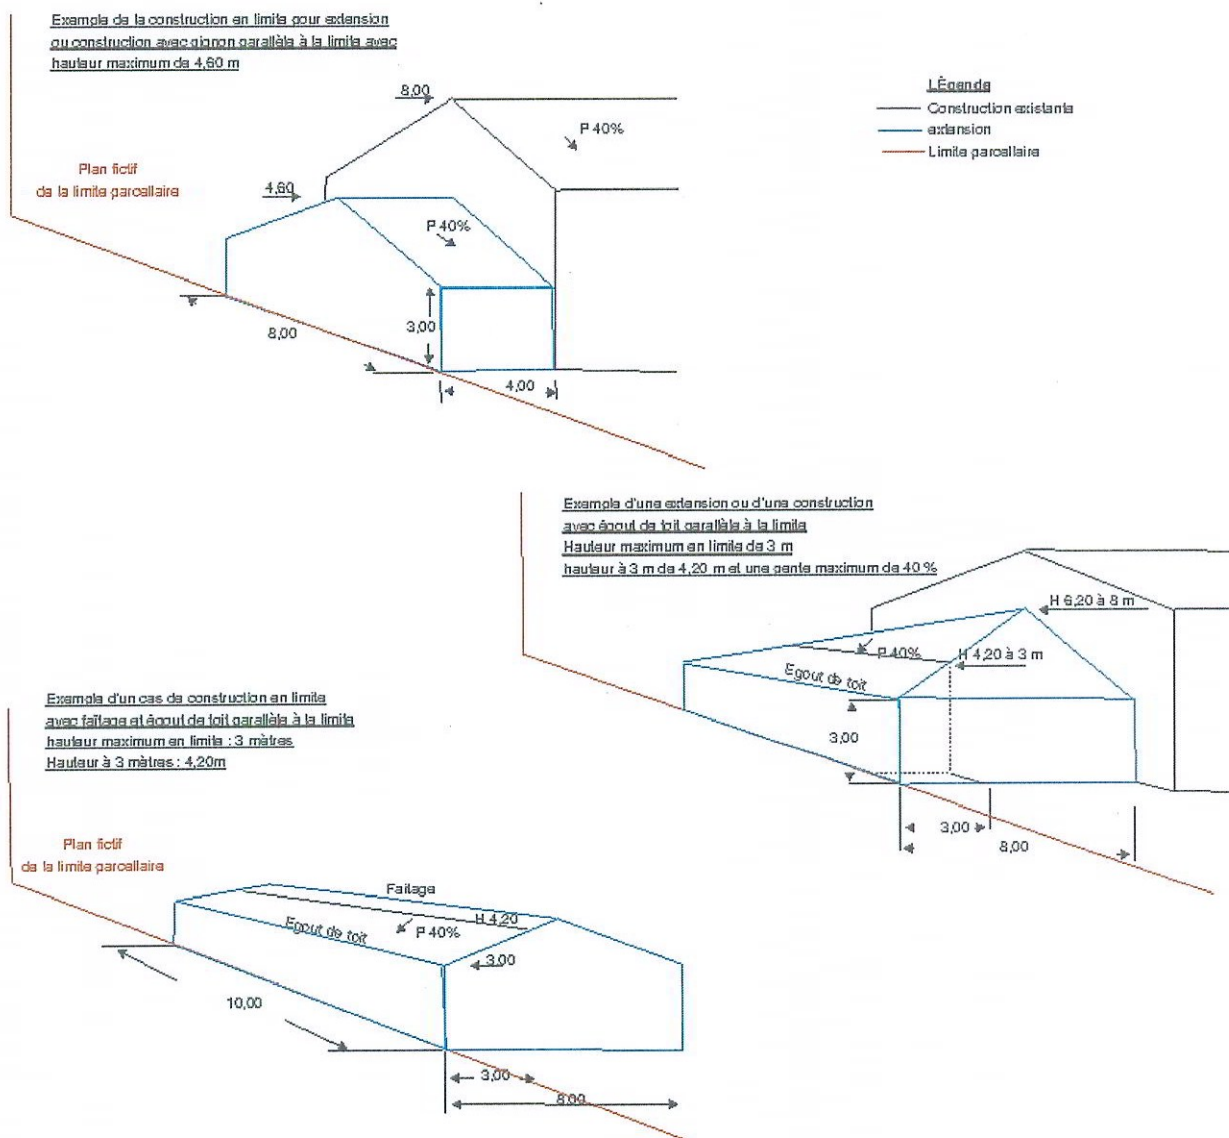 Exemple de la construction en limite pour extension
ou construction avec pignon parallèle à la limite avec
hauteur maximum de 4,60 m
8,00
P 40%
LÈgende
Construction existante
extension
Limite parcellaire
Plan fictif
de la limite parcellaire
4,60
P 40%
3,00
8,00
4,00
Exemple d'une extension ou d'une construction
avec égout de toit parallèle à la limite
Hauteur maximum en limite de 3 m
hauteur à 3 m de 4,20 m et une pente maximum de 40 %
H 6,20 à 8 m
P 40%
H 4,20 à 3 m
Egout de toit
3,00
3,00
8,00
Exemple d'un cas de construction en limite
avec faîtage et égout de toit parallèle à la limite
hauteur maximum en limite : 3 mètres
Hauteur à 3 mètres : 4,20m
Plan fictif
de la limite parcellaire
Faitage
H 4,20
Egout de toit
P 40%
3,00
10,00
3,00
8,00